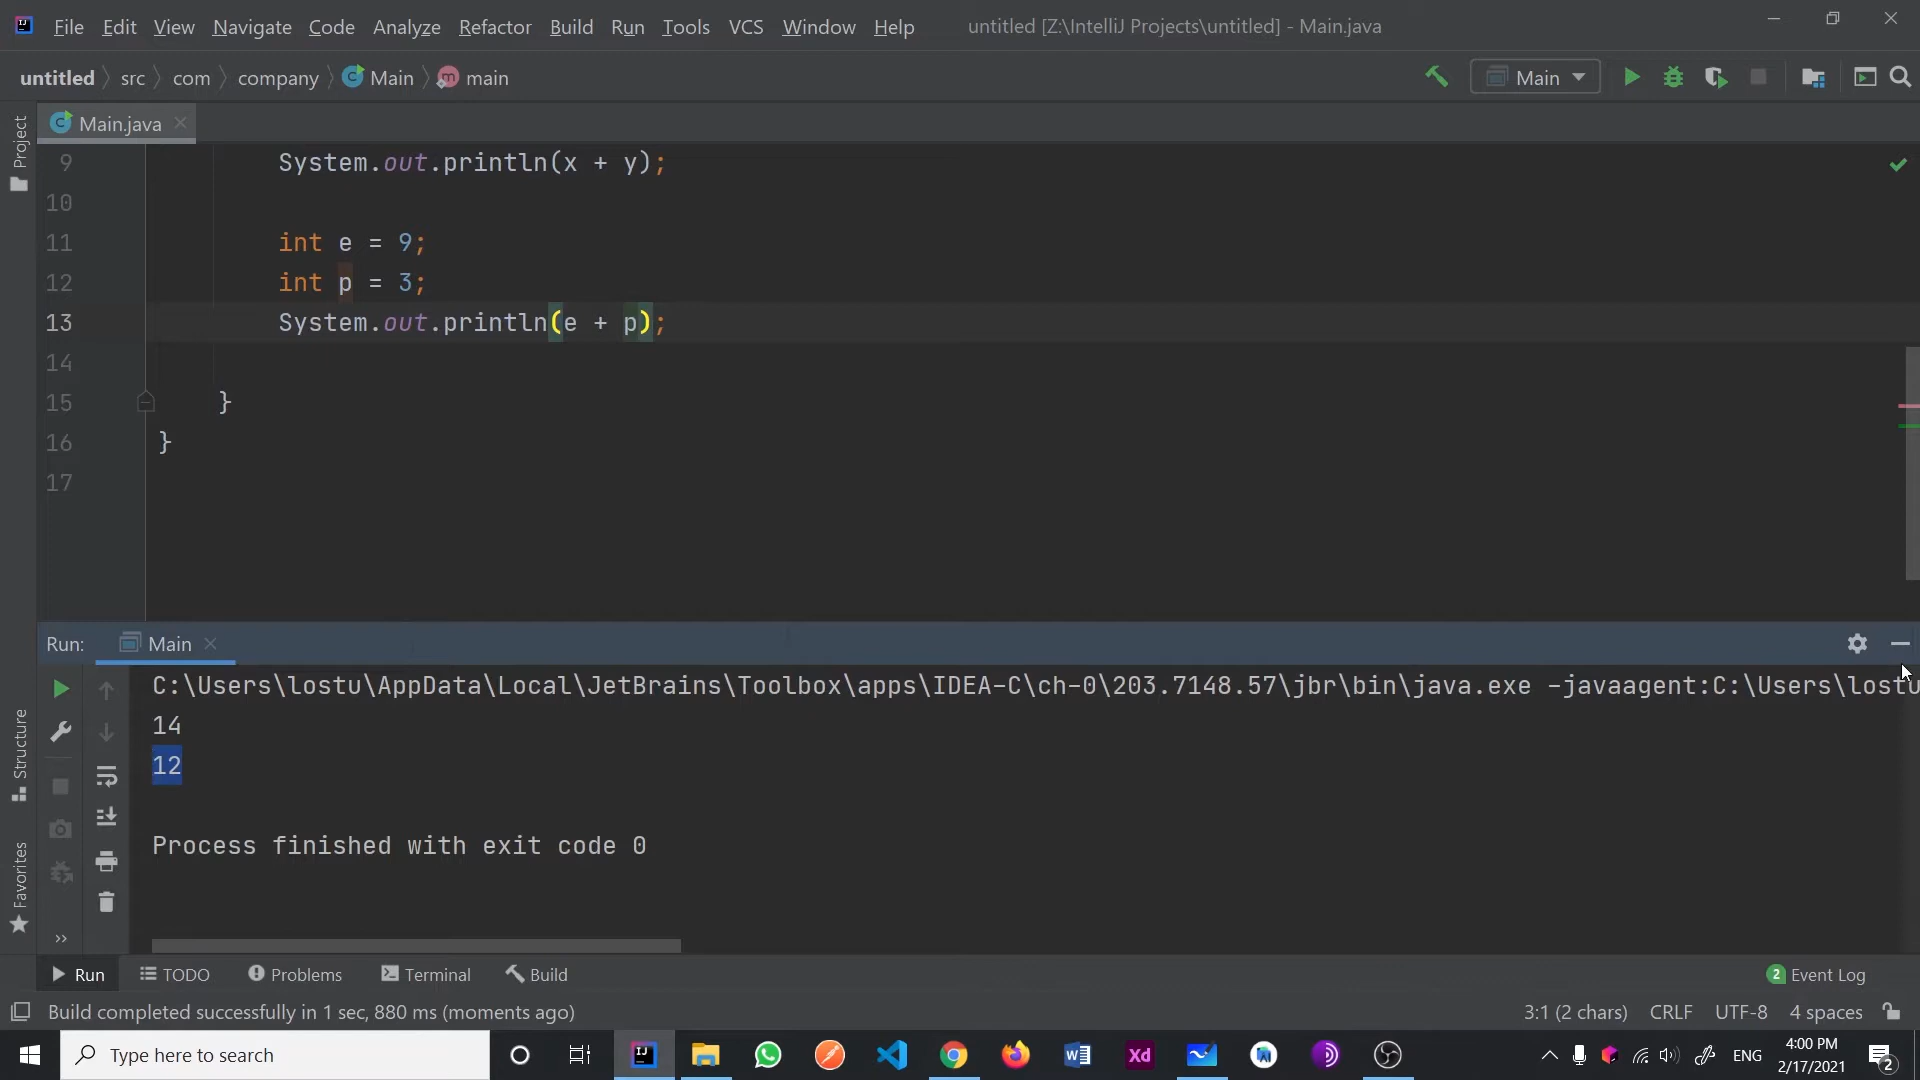 File Edit View Navigate Code Analyze Refactor Build Run Tools VCS Window Help untitled [Z:\IntelliJ Projects\untitled] - Main.java
untitled src com company Main main Main
Project
Main.java
9 System.out.println(x + y);
10
11 int e = 9;
12 int p = 3;
13 System.out.println(e + p);
14
15 }
16 }
17
Structure
Favorites
Run: Main
C:\Users\lostu\AppData\Local\JetBrains\Toolbox\apps\IDEA-C\ch-0\203.7148.57\jbr\bin\java.exe -javaagent:C:\Users\lostu
14
12
Process finished with exit code 0
Run TODO Problems Terminal Build 2 Event Log
Build completed successfully in 1 sec, 880 ms (moments ago) 3:1 (2 chars) CRLF UTF-8 4 spaces
Type here to search ENG 4:00 PM
2/17/2021 2